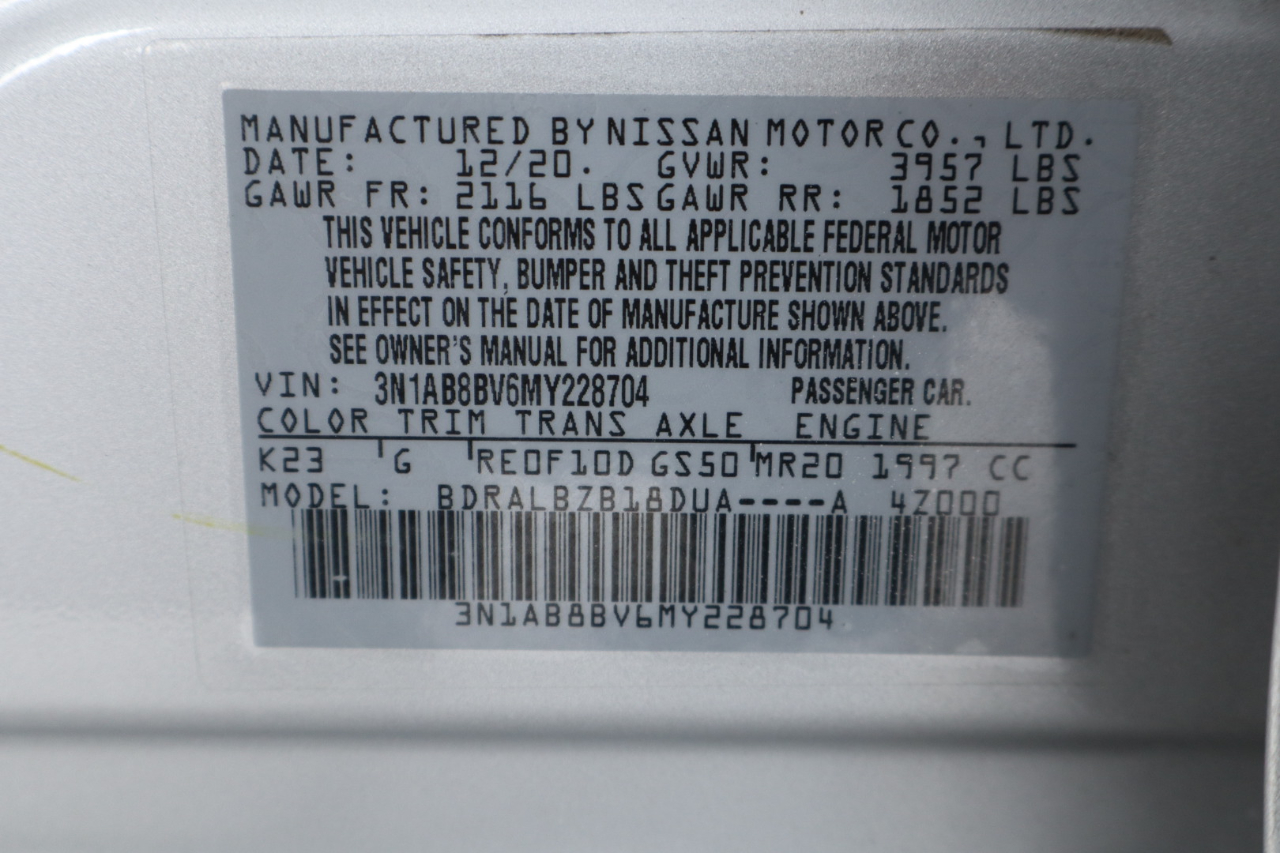 MANUFACTURED BY NISSAN MOTOR CO., LTD.
DATE: 12/20. GVWR: 3957 LBS
GAWR FR: 2116 LBS GAWR RR: 1852 LBS
THIS VEHICLE CONFORMS TO ALL APPLICABLE FEDERAL MOTOR
VEHICLE SAFETY, BUMPER AND THEFT PREVENTION STANDARDS
IN EFFECT ON THE DATE OF MANUFACTURE SHOWN ABOVE.
SEE OWNER'S MANUAL FOR ADDITIONAL INFORMATION.
VIN: 3N1AB8BV6MY228704 PASSENGER CAR.
COLOR TRIM TRANS AXLE ENGINE
K23 G RE0F10D GS50 MR20 1997 CC
MODEL: BDRALBZB18DUA----A 4Z000
3N1AB8BV6MY228704